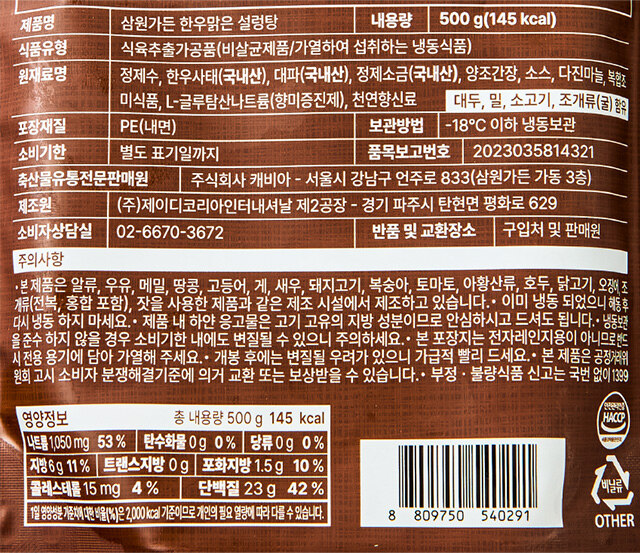 제품명 삼원가든 한우맑은 설렁탕 내용량 500 g(145 kcal)
식품유형 식육추출가공품(비살균제품/가열하여 섭취하는 냉동식품)
원재료명 정제수, 한우사태(국내산), 대파(국내산), 정제소금(국내산), 양조간장, 소스, 다진마늘, 복합조
미식품, L-글루탐산나트륨(향미증진제), 천연향신료 대두, 밀, 소고기, 조개류(굴) 함유
포장재질 PE(내면) 보관방법 -18℃ 이하 냉동보관
소비기한 별도 표기일까지 품목보고번호 2023035814321
축산물유통전문판매원 주식회사 캐비아 - 서울시 강남구 언주로 833(삼원가든 가동 3층)
제조원 (주)제이디코리아인터내셔날 제2공장 - 경기 파주시 탄현면 평화로 629
소비자상담실 02-6670-3672 반품 및 교환장소 구입처 및 판매원
주의사항
• 본 제품은 알류, 우유, 메밀, 땅콩, 고등어, 게, 새우, 돼지고기, 복숭아, 토마토, 아황산류, 호두, 닭고기, 오징어, 조
개류(전복, 홍합 포함), 잣을 사용한 제품과 같은 제조 시설에서 제조하고 있습니다. • 이미 냉동 되었으니 해동 후
다시 냉동 하지 마세요. • 제품 내 하얀 응고물은 고기 고유의 지방 성분이므로 안심하시고 드셔도 됩니다. • 냉동보관
을 준수 하지 않을 경우 소비기한 내에도 변질될 수 있으니 주의하세요. • 본 포장지는 전자레인지용이 아니므로 반드
시 전용 용기에 담아 가열해 주세요. • 개봉 후에는 변질될 우려가 있으니 가급적 빨리 드세요. • 본 제품은 공정거래위
원회 고시 소비자 분쟁해결기준에 의거 교환 또는 보상받을 수 있습니다. • 부정 · 불량식품 신고는 국번 없이 1399
영양정보 총 내용량 500 g 145 kcal
나트륨 1,050 mg 53 % 탄수화물 0 g 0 % 당류 0 g 0 %
지방 6 g 11 % 트랜스지방 0 g 포화지방 1.5 g 10 %
콜레스테롤 15 mg 4 % 단백질 23 g 42 %
1일 영양성분 기준치에 대한 비율(%)은 2,000 kcal 기준이므로 개인의 필요 열량에 따라 다를 수 있습니다.
8 809750 540291
HACCP
비닐류
OTHER